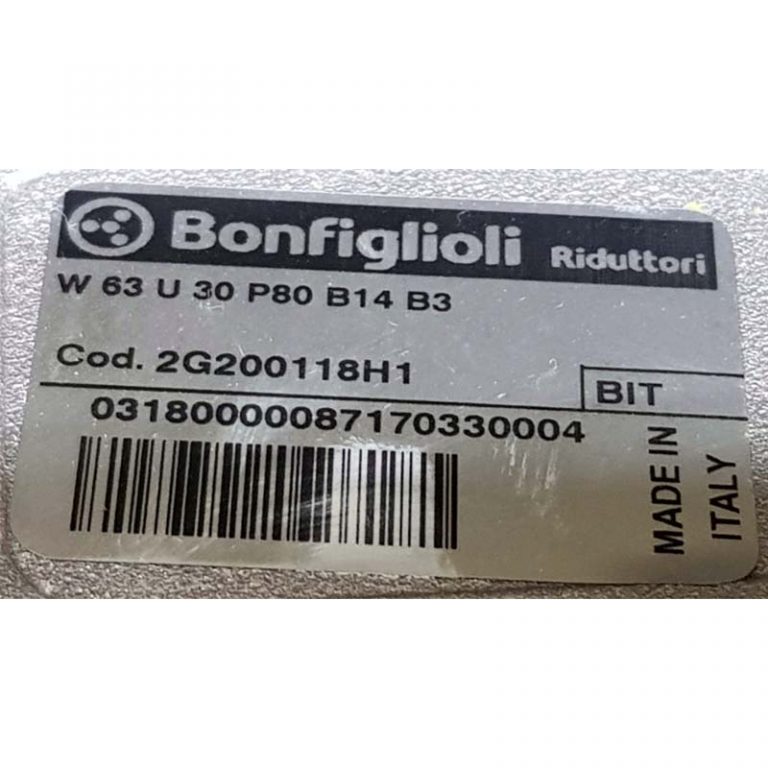 Bonfiglioli Riduttori
W 63 U 30 P80 B14 B3
Cod. 2G200118H1
BIT
03180000087170330004
MADE IN
ITALY